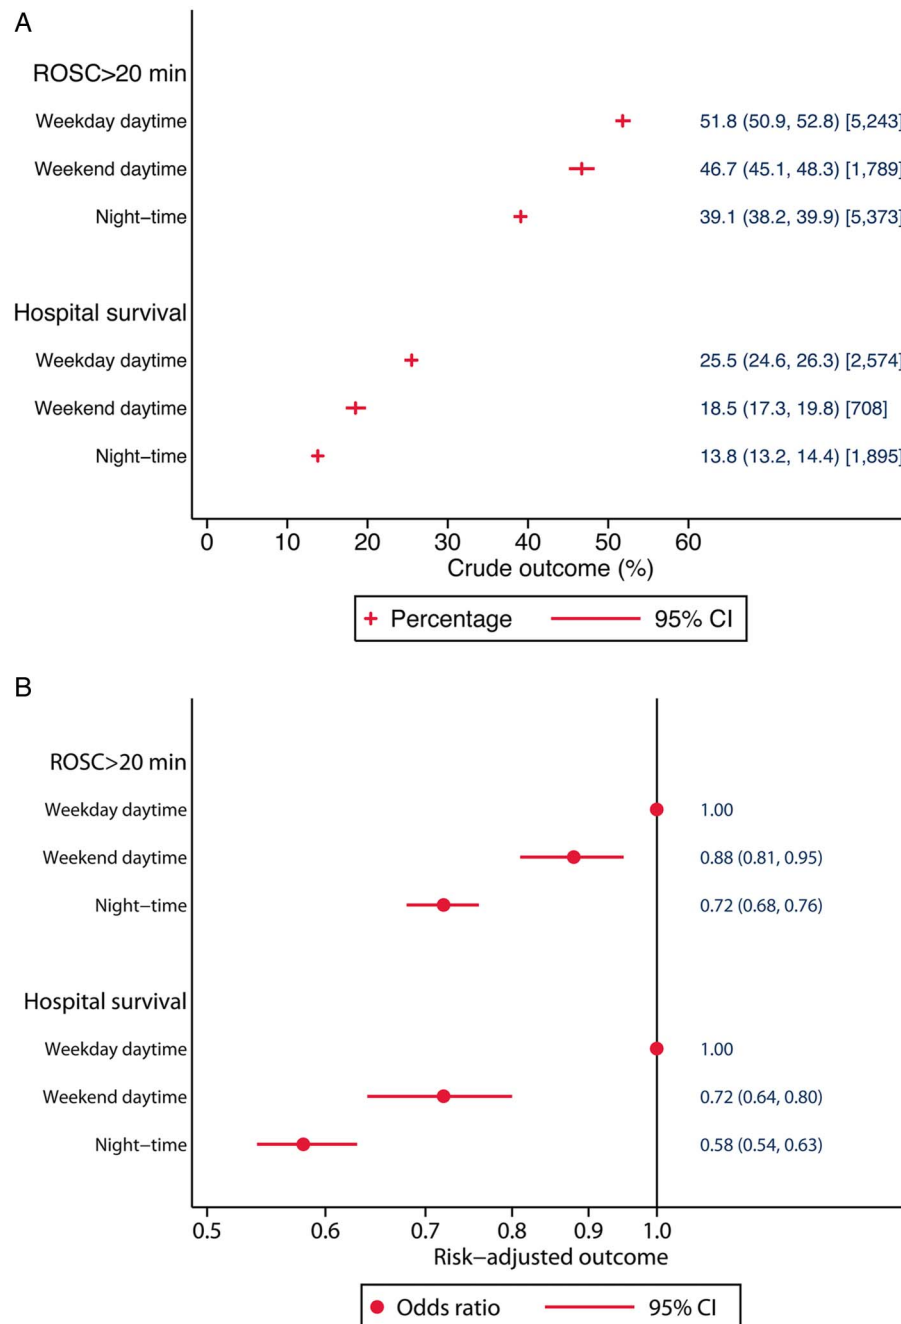 A
ROSC>20 min
Weekday daytime 51.8 (50.9, 52.8) [5,243]
Weekend daytime 46.7 (45.1, 48.3) [1,789]
Night−time 39.1 (38.2, 39.9) [5,373]
Hospital survival
Weekday daytime 25.5 (24.6, 26.3) [2,574]
Weekend daytime 18.5 (17.3, 19.8) [708]
Night−time 13.8 (13.2, 14.4) [1,895]
0 10 20 30 40 50 60
Crude outcome (%)
Percentage 95% CI
B
ROSC>20 min
Weekday daytime 1.00
Weekend daytime 0.88 (0.81, 0.95)
Night−time 0.72 (0.68, 0.76)
Hospital survival
Weekday daytime 1.00
Weekend daytime 0.72 (0.64, 0.80)
Night−time 0.58 (0.54, 0.63)
0.5 0.6 0.7 0.8 0.9 1.0
Risk−adjusted outcome
Odds ratio 95% CI